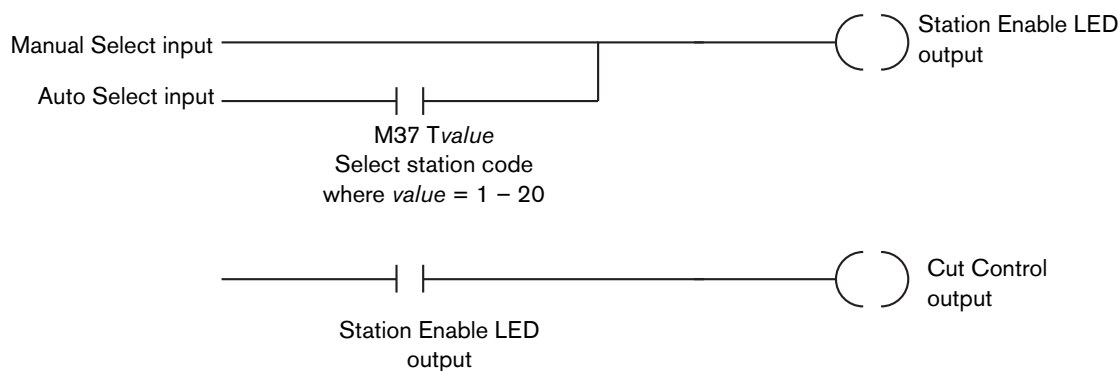 Manual Select input
Station Enable LED
output
Auto Select input
M37 Tvalue
Select station code
where value = 1 – 20
Cut Control
output
Station Enable LED
output